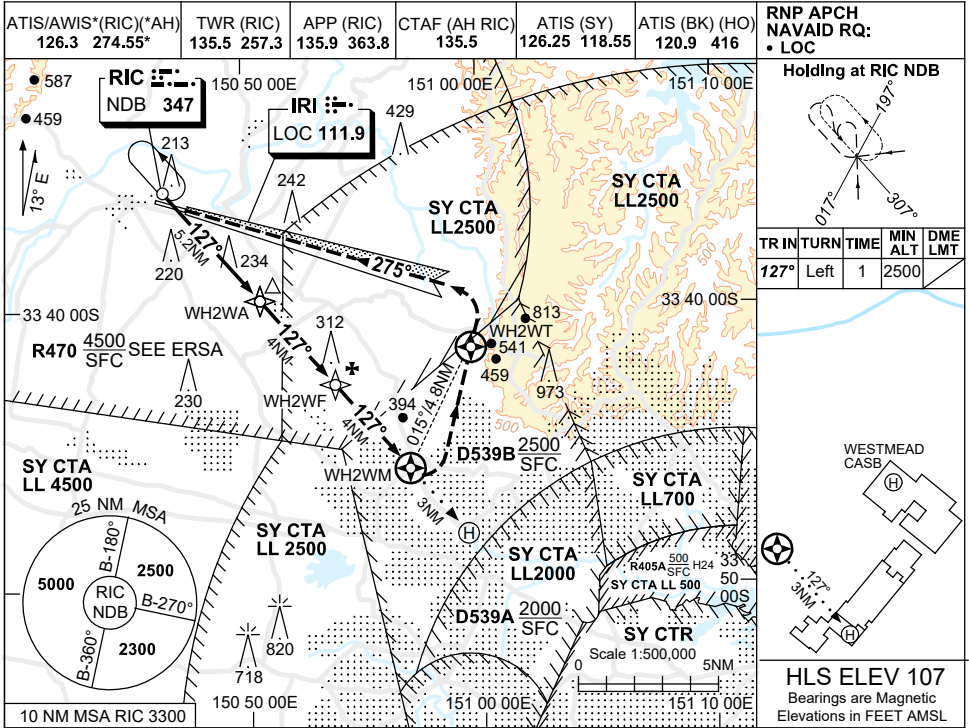 ATIS/AWIS*(RIC)(*AH)
126.3 274.55*
TWR (RIC)
135.5 257.3
APP (RIC)
135.9 363.8
CTAF (AH RIC)
135.5
ATIS (SY)
126.25 118.55
ATIS (BK) (HO)
120.9 416
RNP APCH
NAVAID RQ:
• LOC
587
459
13° E
RIC
NDB 347
213
150 50 00E
IRI
LOC 111.9
242
429
151 00 00E
151 10 00E
SY CTA
LL2500
SY CTA
LL2500
500
127°
5.2NM
220
234
275°
WH2WA
33 40 00S
33 40 00S
R470 4500
SFC
SEE ERSA
230
127°
4NM
312
WH2WF
813
WH2WT
541
459
973
500
394
015°/4.8NM
127°
4NM
WH2WM
3NM
H
D539B 2500
SFC
SY CTA
LL 4500
SY CTA
LL 2500
SY CTA
LL2000
SY CTA
LL700
R405A 500
SFC
H24
SY CTA LL 500
33
50
00S
D539A 2000
SFC
SY CTR
Scale 1:500,000
0
5NM
25 NM MSA
B-180°
5000
2500
RIC
NDB
B-270°
B-360°
2300
820
718
10 NM MSA RIC 3300
150 50 00E
151 00 00E
Holding at RIC NDB
197°
017°
307°
TR IN
TURN
TIME
MIN
ALT
DME
LMT
127°
Left
1
2500
WESTMEAD
CASB
H
127°
3NM
H
HLS ELEV 107
Bearings are Magnetic
Elevations in FEET AMSL